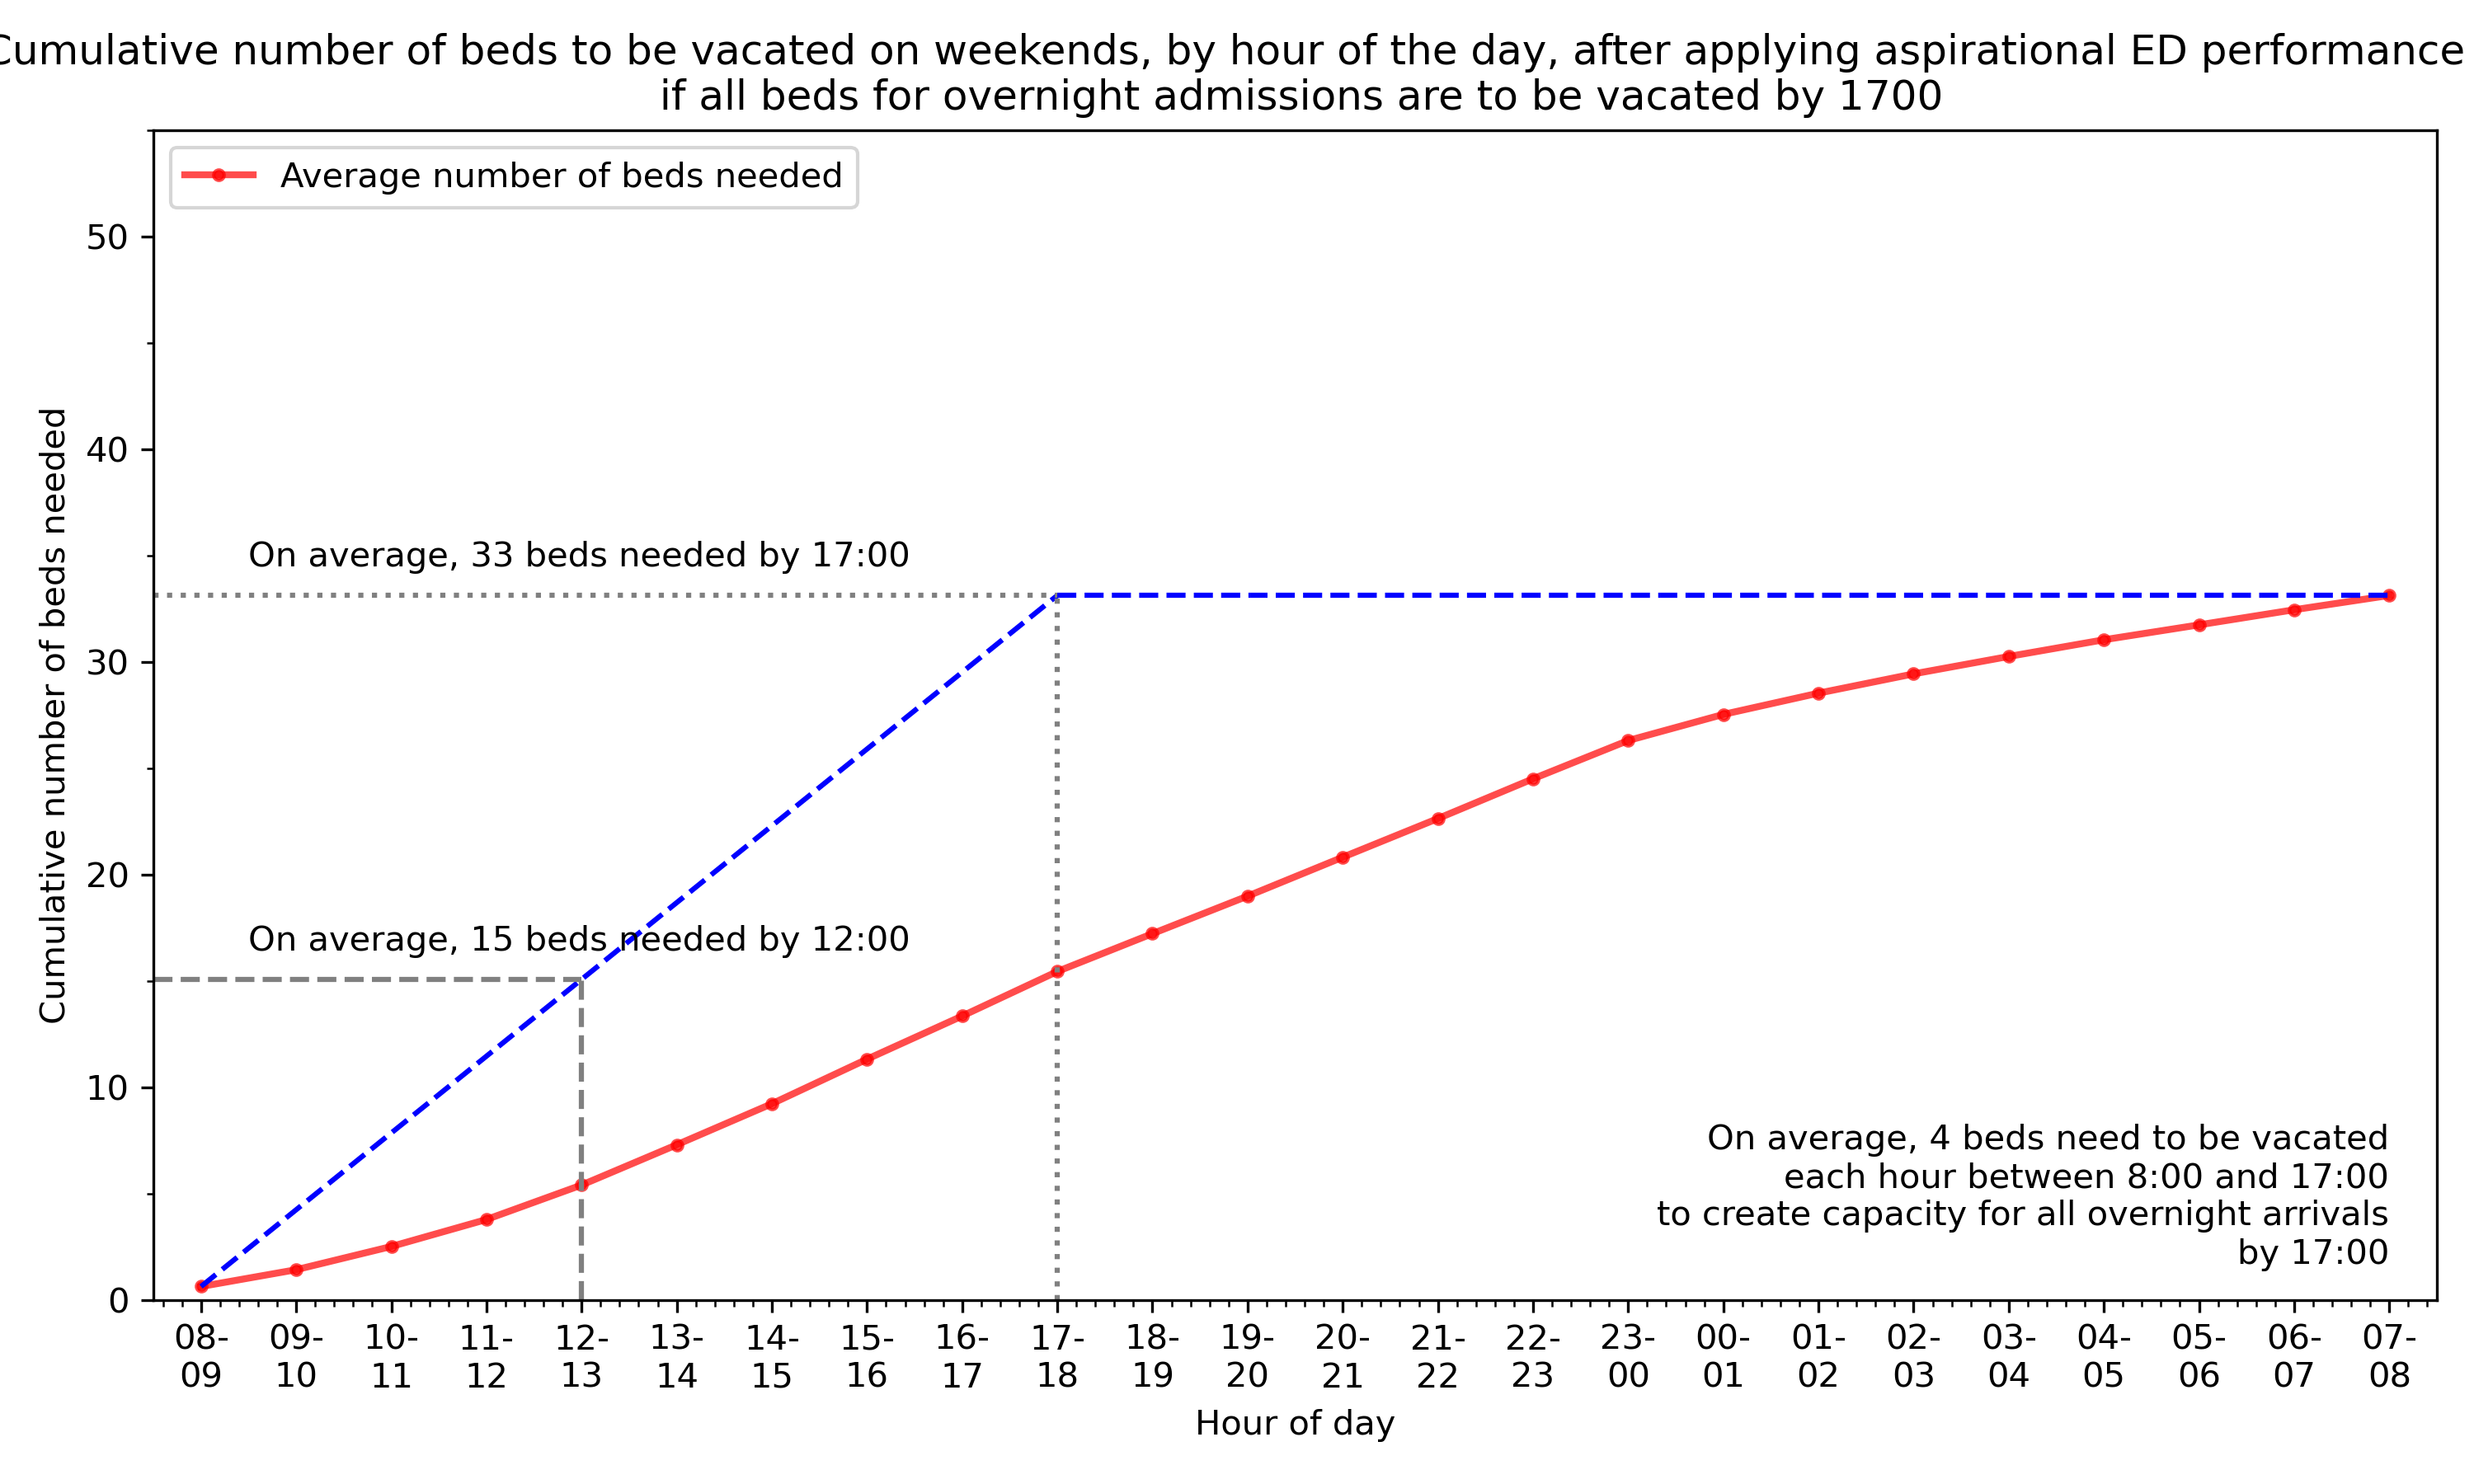 Cumulative number of beds to be vacated on weekends, by hour of the day, after applying aspirational ED performance
if all beds for overnight admissions are to be vacated by 1700
Average number of beds needed
50
40
30
20
10
0
Cumulative number of beds needed
On average, 33 beds needed by 17:00
On average, 15 beds needed by 12:00
On average, 4 beds need to be vacated
each hour between 8:00 and 17:00
to create capacity for all overnight arrivals
by 17:00
08- 09- 10- 11- 12- 13- 14- 15- 16- 17- 18- 19- 20- 21- 22- 23- 00- 01- 02- 03- 04- 05- 06- 07-
09 10 11 12 13 14 15 16 17 18 19 20 21 22 23 00 01 02 03 04 05 06 07 08
Hour of day